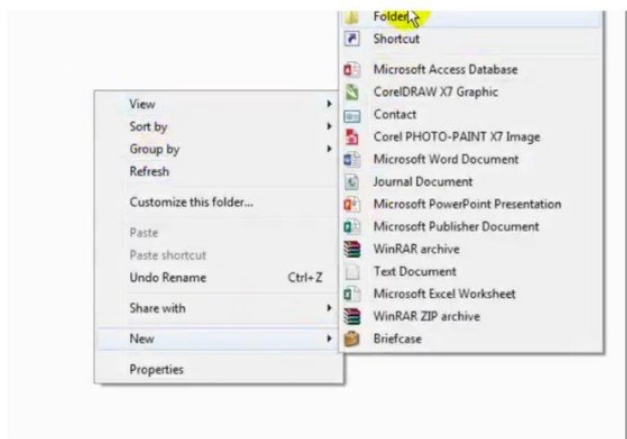 View
Sort by
Group by
Refresh
Customize this folder...
Paste
Paste shortcut
Undo Rename Ctrl+Z
Share with
New
Properties
Folder
Shortcut
Microsoft Access Database
CorelDRAW X7 Graphic
Contact
Corel PHOTO-PAINT X7 Image
Microsoft Word Document
Journal Document
Microsoft PowerPoint Presentation
Microsoft Publisher Document
WinRAR archive
Text Document
Microsoft Excel Worksheet
WinRAR ZIP archive
Briefcase